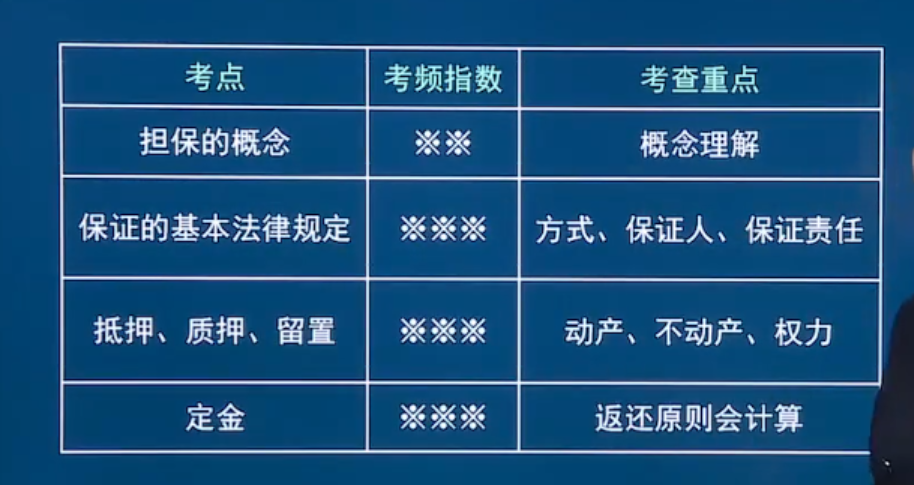 考点 考频指数 考查重点
担保的概念 ※※ 概念理解
保证的基本法律规定 ※※※ 方式、保证人、保证责任
抵押、质押、留置 ※※※ 动产、不动产、权力
定金 ※※※ 返还原则会计算